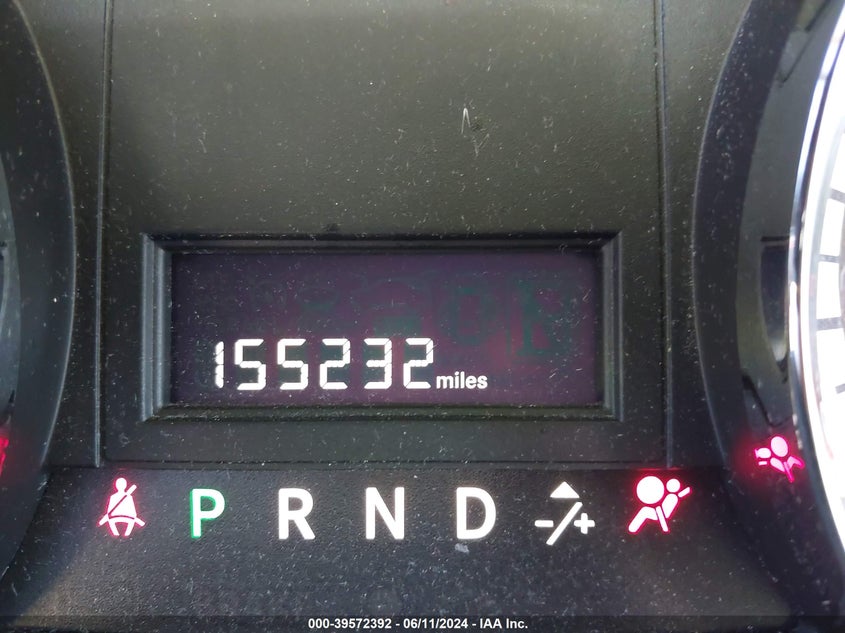 155232 miles
P R N D -/+
000-39572392 - 06/11/2024 - IAA Inc.